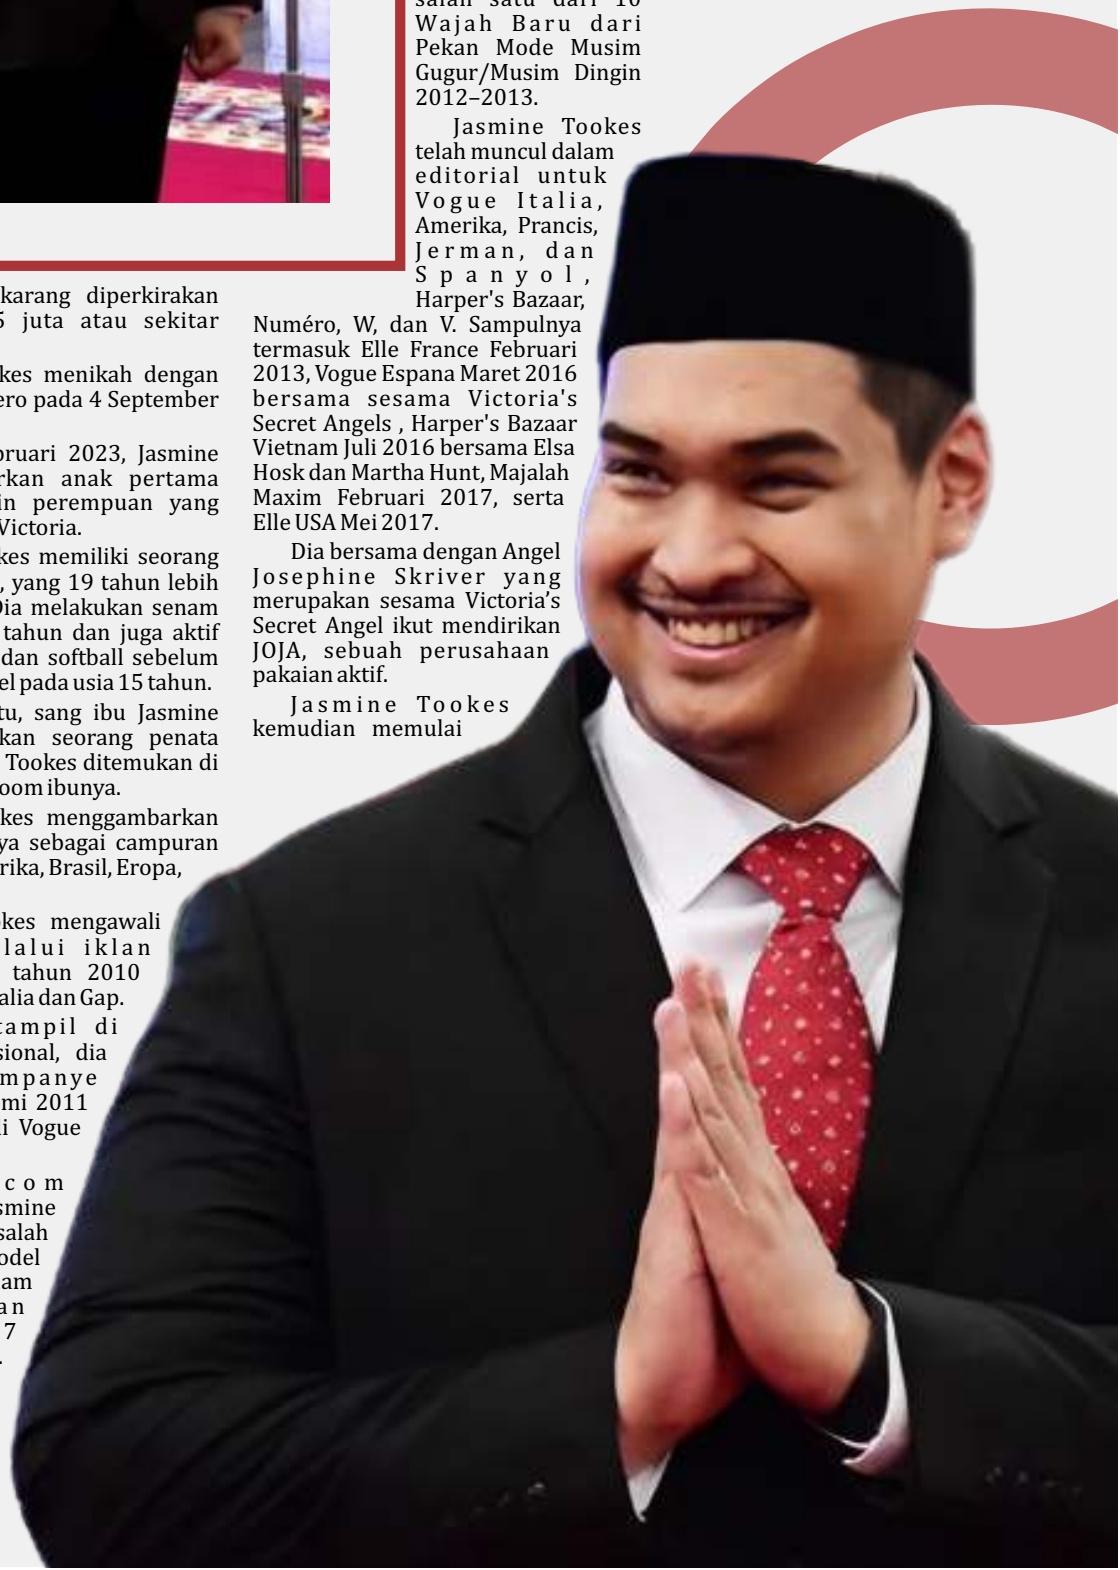 karang diperkirakan
juta atau sekitar
kes menikah dengan
ero pada 4 September
bruari 2023, Jasmine
rkan anak pertama
in perempuan yang
Victoria.
kes memiliki seorang
, yang 19 tahun lebih
Dia melakukan senam
tahun dan juga aktif
dan softball sebelum
el pada usia 15 tahun.
tu, sang ibu Jasmine
kan seorang penata
Tookes ditemukan di
oom ibunya.
kes menggambarkan
ya sebagai campuran
rika, Brasil, Eropa,
kes mengawali
lalui iklan
tahun 2010
alia dan Gap.
tampil di
sional, dia
mpanye
mi 2011
di Vogue
com
smine
salah
odel
am
an
7
.
salah satu dari 10
Wajah Baru dari
Pekan Mode Musim
Gugur/Musim Dingin
2012–2013.
Jasmine Tookes
telah muncul dalam
editorial untuk
Vogue Italia,
Amerika, Prancis,
Jerman, dan
Spanyol,
Harper's Bazaar,
Numéro, W, dan V. Sampulnya
termasuk Elle France Februari
2013, Vogue Espana Maret 2016
bersama sesama Victoria's
Secret Angels , Harper's Bazaar
Vietnam Juli 2016 bersama Elsa
Hosk dan Martha Hunt, Majalah
Maxim Februari 2017, serta
Elle USA Mei 2017.
Dia bersama dengan Angel
Josephine Skriver yang
merupakan sesama Victoria’s
Secret Angel ikut mendirikan
JOJA, sebuah perusahaan
pakaian aktif.
Jasmine Tookes
kemudian memulai